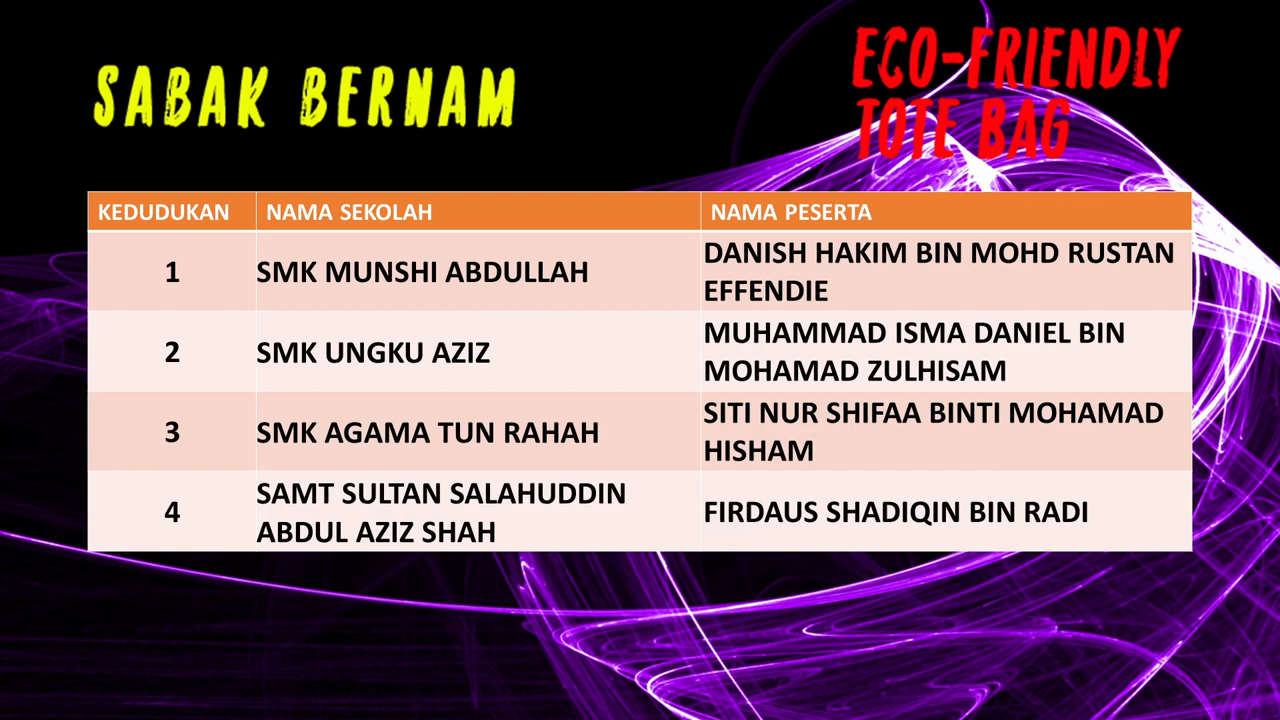 SABAK BERNAM
ECO-FRIENDLY
TOTE BAG
KEDUDUKAN NAMA SEKOLAH NAMA PESERTA
1 SMK MUNSHI ABDULLAH DANISH HAKIM BIN MOHD RUSTAN
EFFENDIE
2 SMK UNGKU AZIZ MUHAMMAD ISMA DANIEL BIN
MOHAMAD ZULHISAM
3 SMK AGAMA TUN RAHAH SITI NUR SHIFAA BINTI MOHAMAD
HISHAM
4 SAMT SULTAN SALAHUDDIN
ABDUL AZIZ SHAH FIRDAUS SHADIQIN BIN RADI